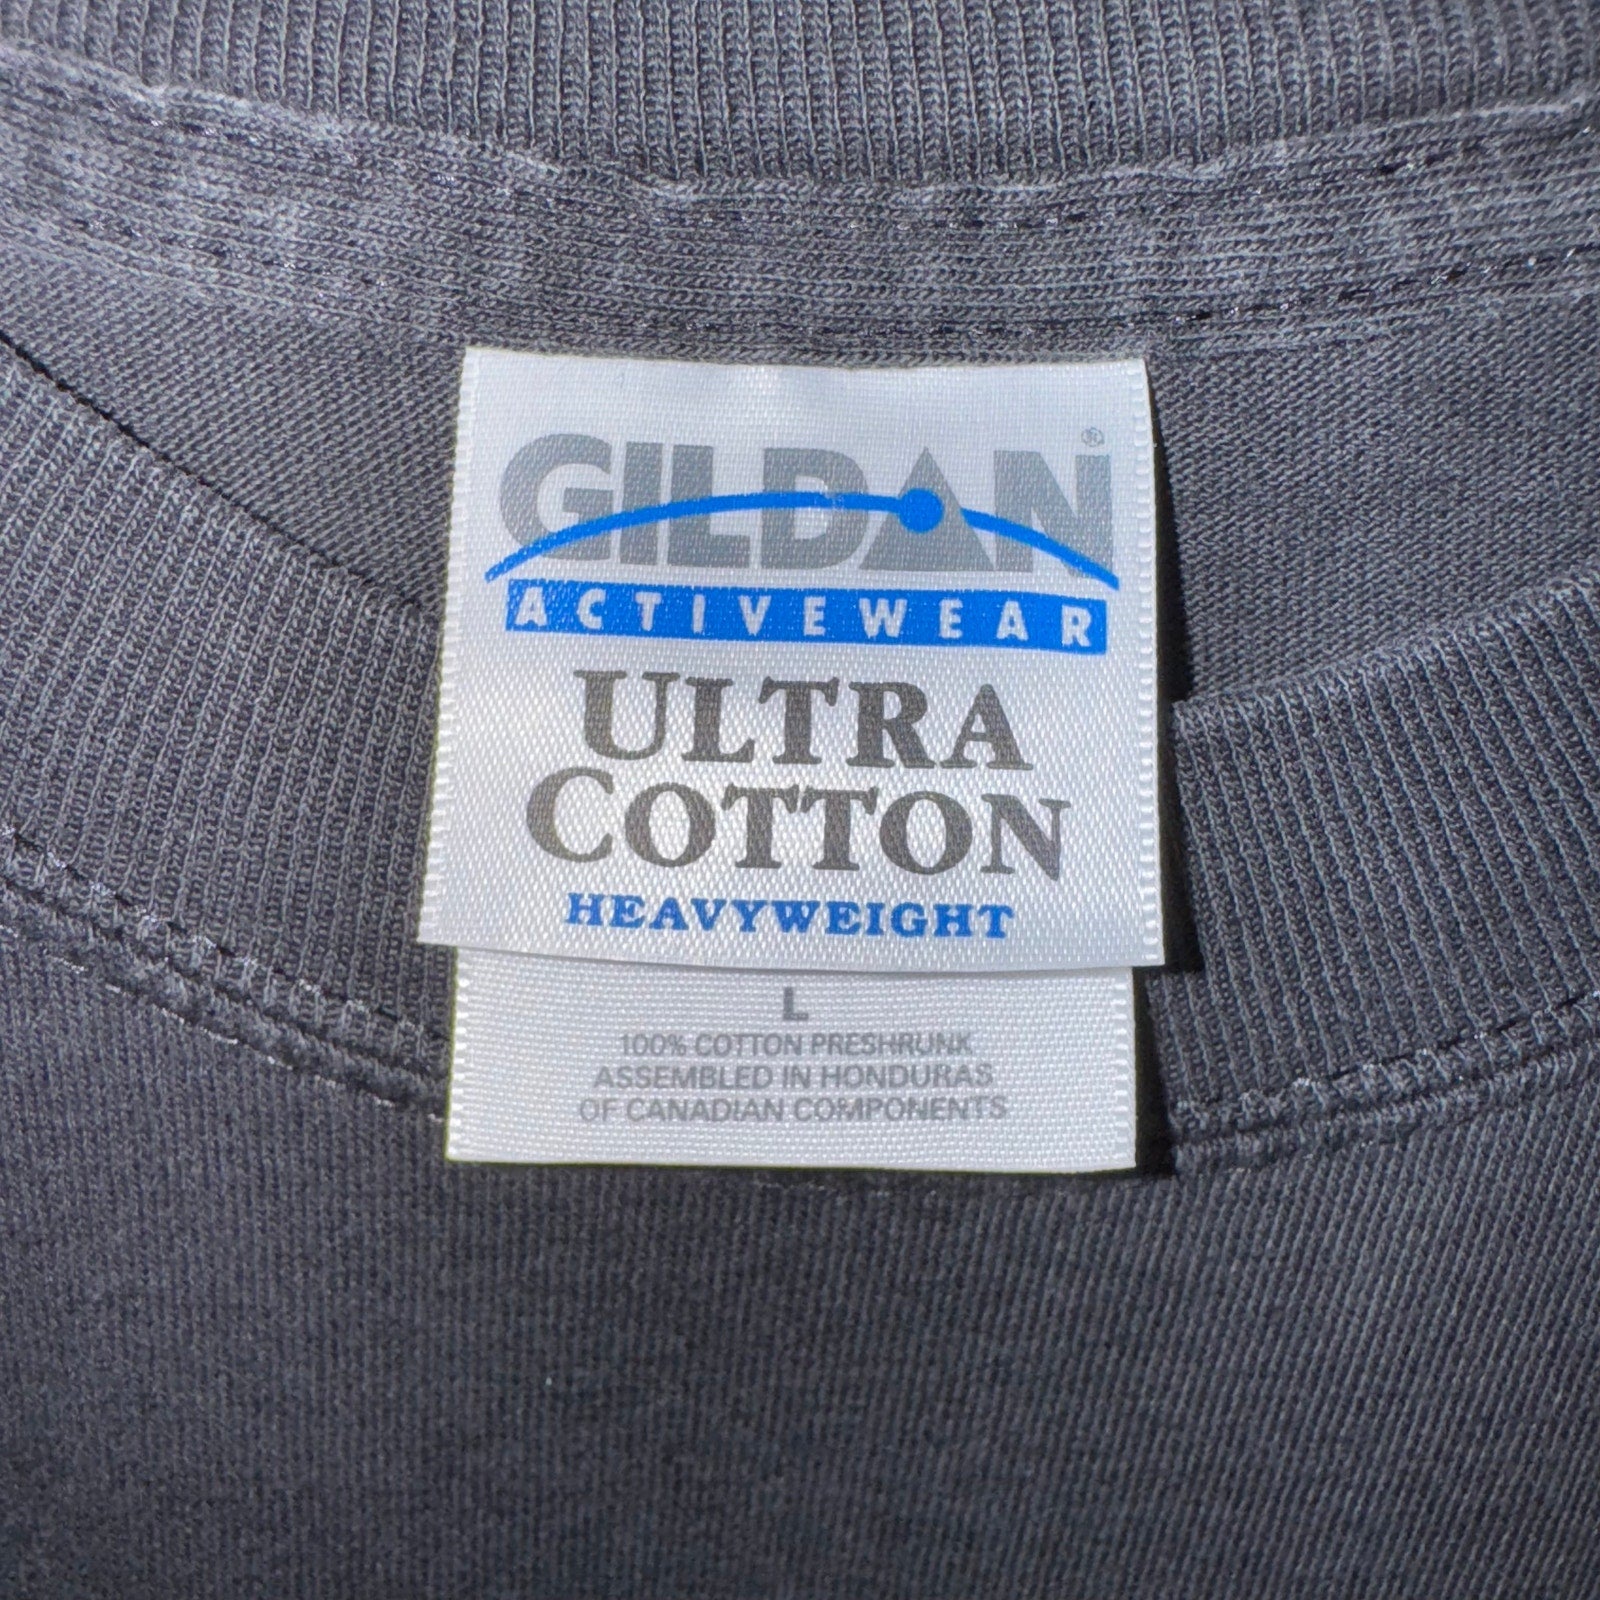 GILDAN®
ACTIVEWEAR
ULTRA
COTTON
HEAVYWEIGHT
L
100% COTTON PRESHRUNK
ASSEMBLED IN HONDURAS
OF CANADIAN COMPONENTS